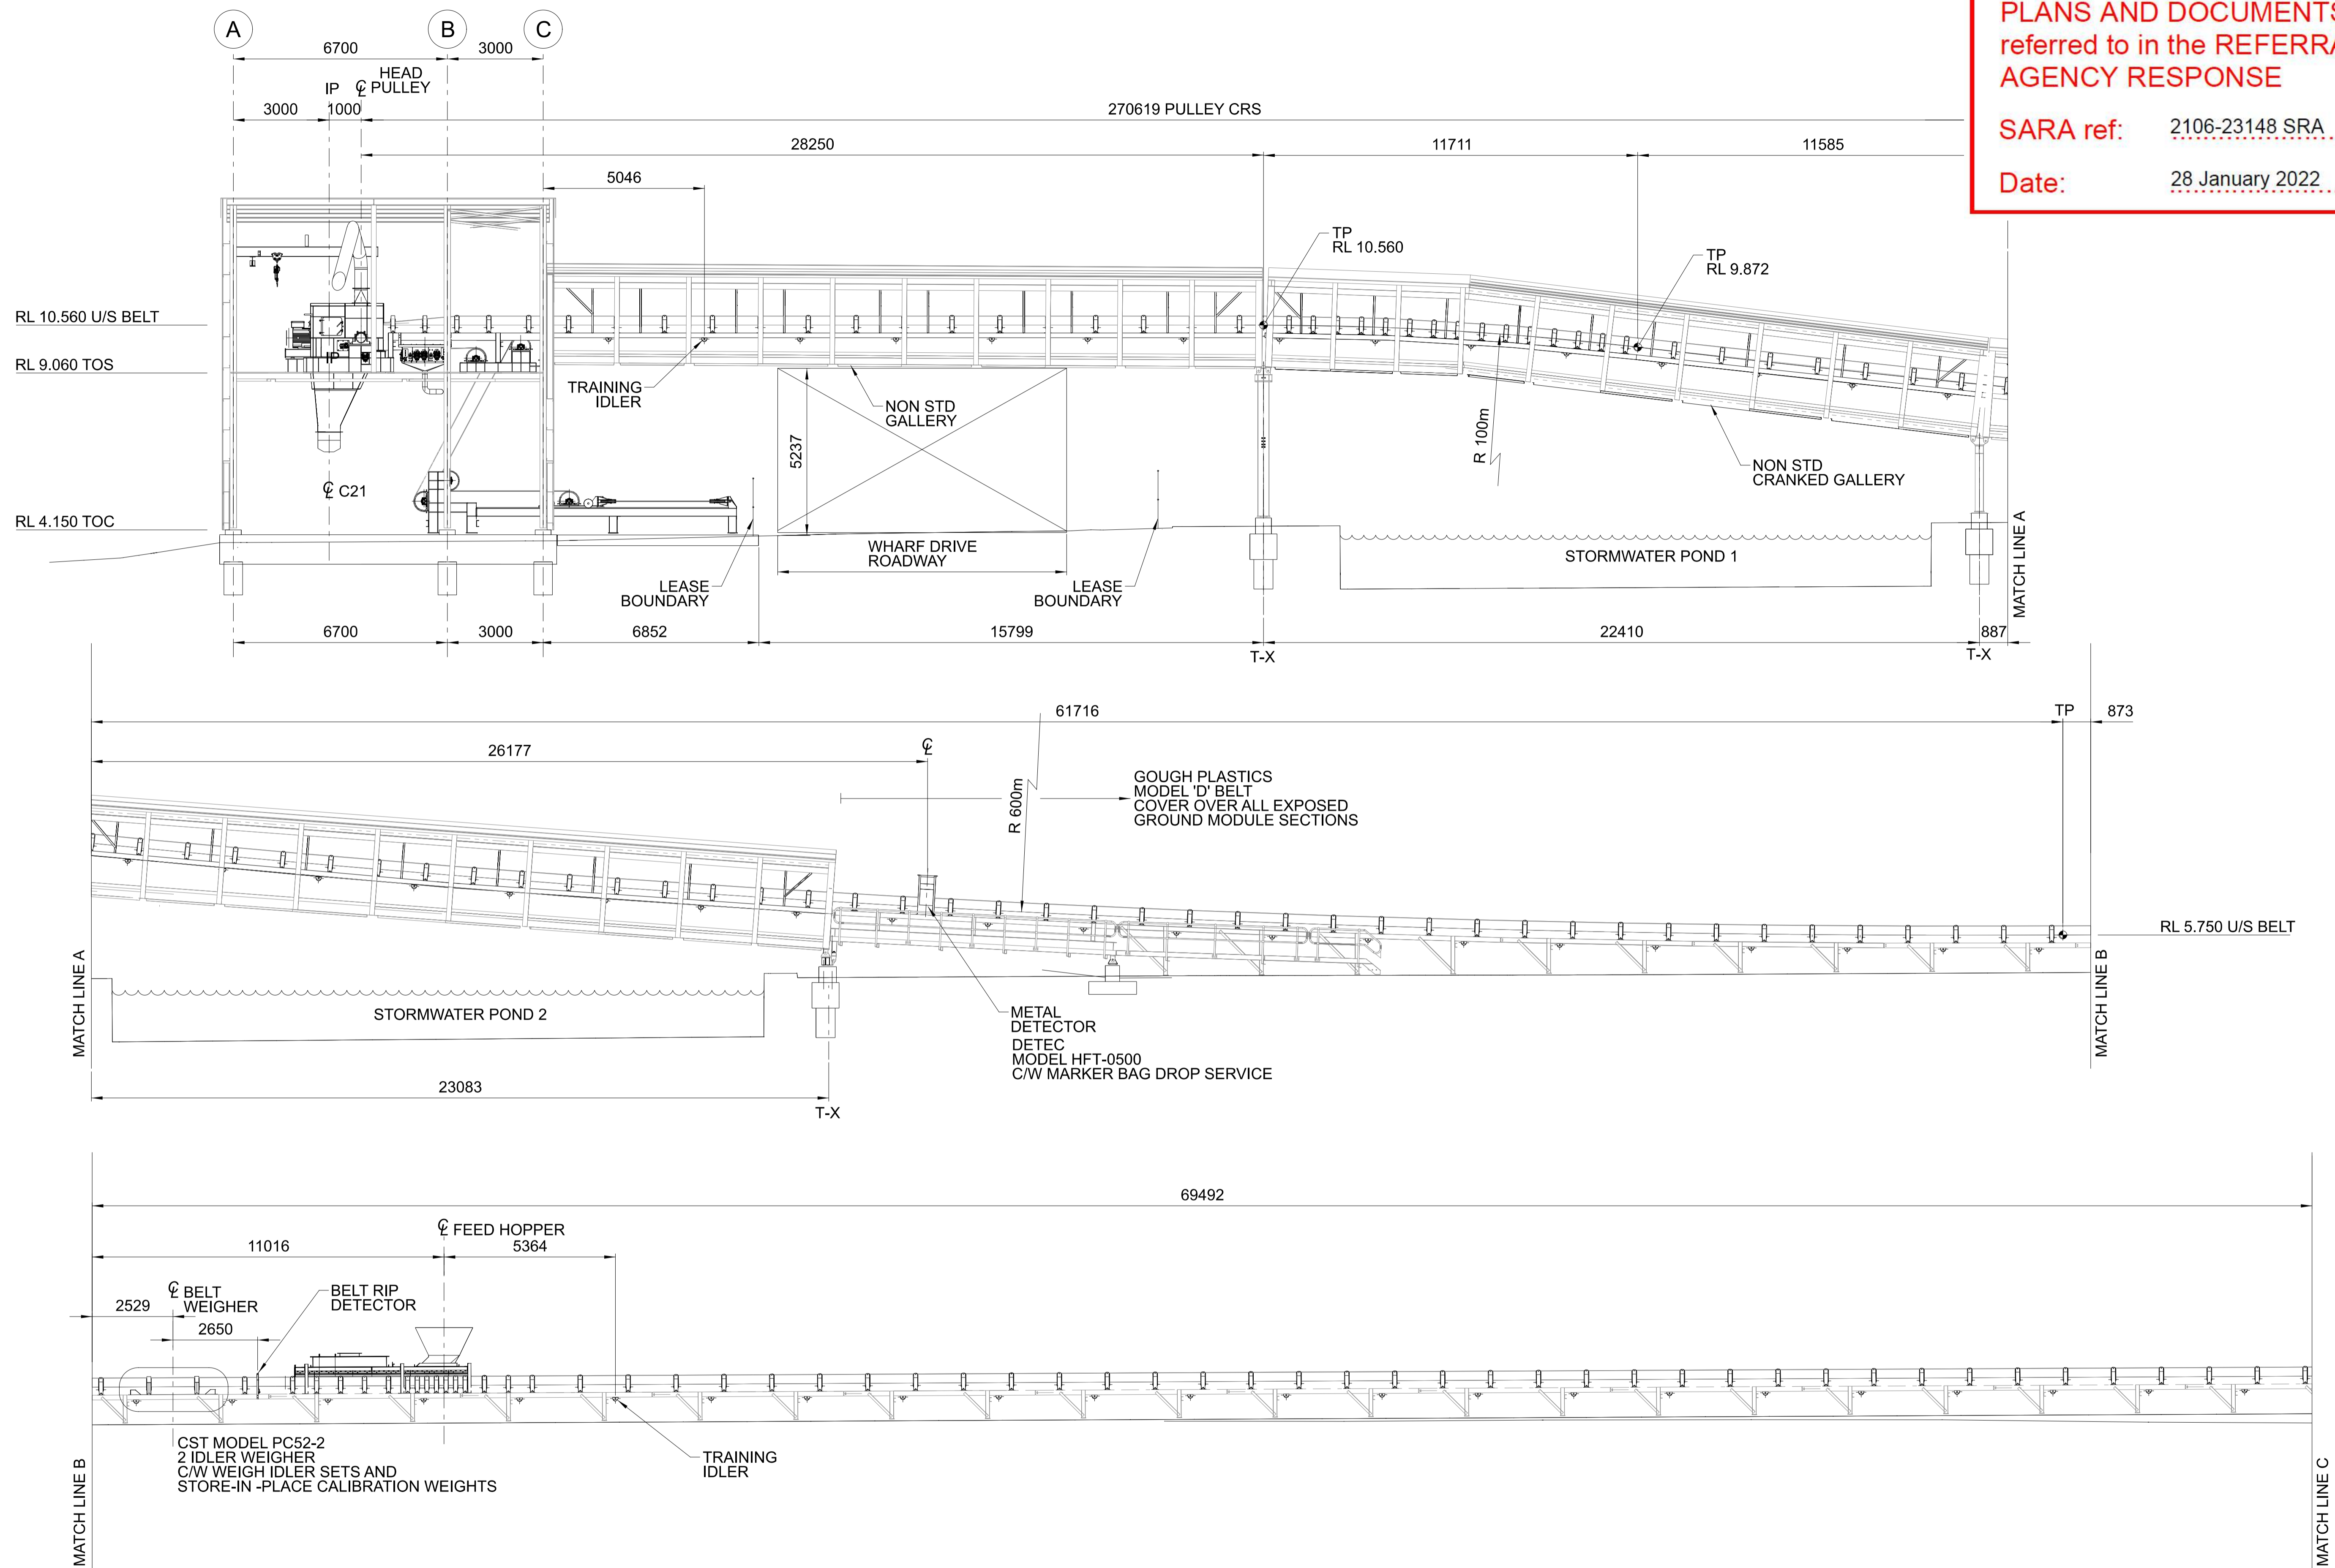 PLANS AND DOCUMENTS
referred to in the REFERRA
AGENCY RESPONSE
SARA ref: 2106-23148 SRA
Date: 28 January 2022
A
B
C
6700
3000
IP
℄ HEAD
PULLEY
3000
1000
270619 PULLEY CRS
28250
11711
11585
5046
TP
RL 10.560
TP
RL 9.872
RL 10.560 U/S BELT
RL 9.060 TOS
RL 4.150 TOC
TRAINING
IDLER
NON STD
GALLERY
5237
R 100m
NON STD
CRANKED GALLERY
℄ C21
WHARF DRIVE
ROADWAY
LEASE
BOUNDARY
LEASE
BOUNDARY
STORMWATER POND 1
MATCH LINE A
6700
3000
6852
15799
22410
887
T-X
T-X
61716
TP
873
26177
℄
R 600m
GOUGH PLASTICS
MODEL 'D' BELT
COVER OVER ALL EXPOSED
GROUND MODULE SECTIONS
RL 5.750 U/S BELT
MATCH LINE A
STORMWATER POND 2
METAL
DETECTOR
DETEC
MODEL HFT-0500
C/W MARKER BAG DROP SERVICE
MATCH LINE B
23083
T-X
69492
℄ FEED HOPPER
11016
5364
℄ BELT
WEIGHER
BELT RIP
DETECTOR
2529
2650
CST MODEL PC52-2
2 IDLER WEIGHER
C/W WEIGH IDLER SETS AND
STORE-IN -PLACE CALIBRATION WEIGHTS
TRAINING
IDLER
MATCH LINE B
MATCH LINE C